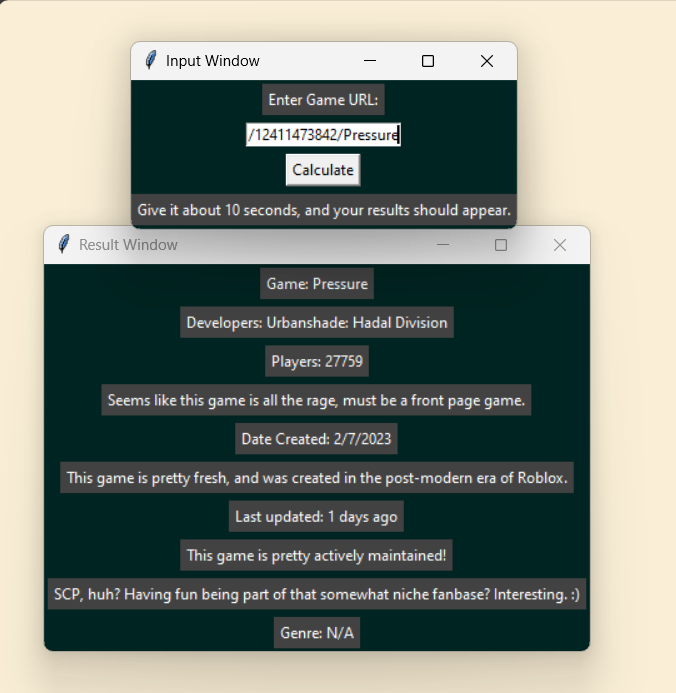 Input Window
Enter Game URL:
/12411473842/Pressure
Calculate
Give it about 10 seconds, and your results should appear.
Result Window
Game: Pressure
Developers: Urbanshade: Hadal Division
Players: 27759
Seems like this game is all the rage, must be a front page game.
Date Created: 2/7/2023
This game is pretty fresh, and was created in the post-modern era of Roblox.
Last updated: 1 days ago
This game is pretty actively maintained!
SCP, huh? Having fun being part of that somewhat niche fanbase? Interesting. :)
Genre: N/A